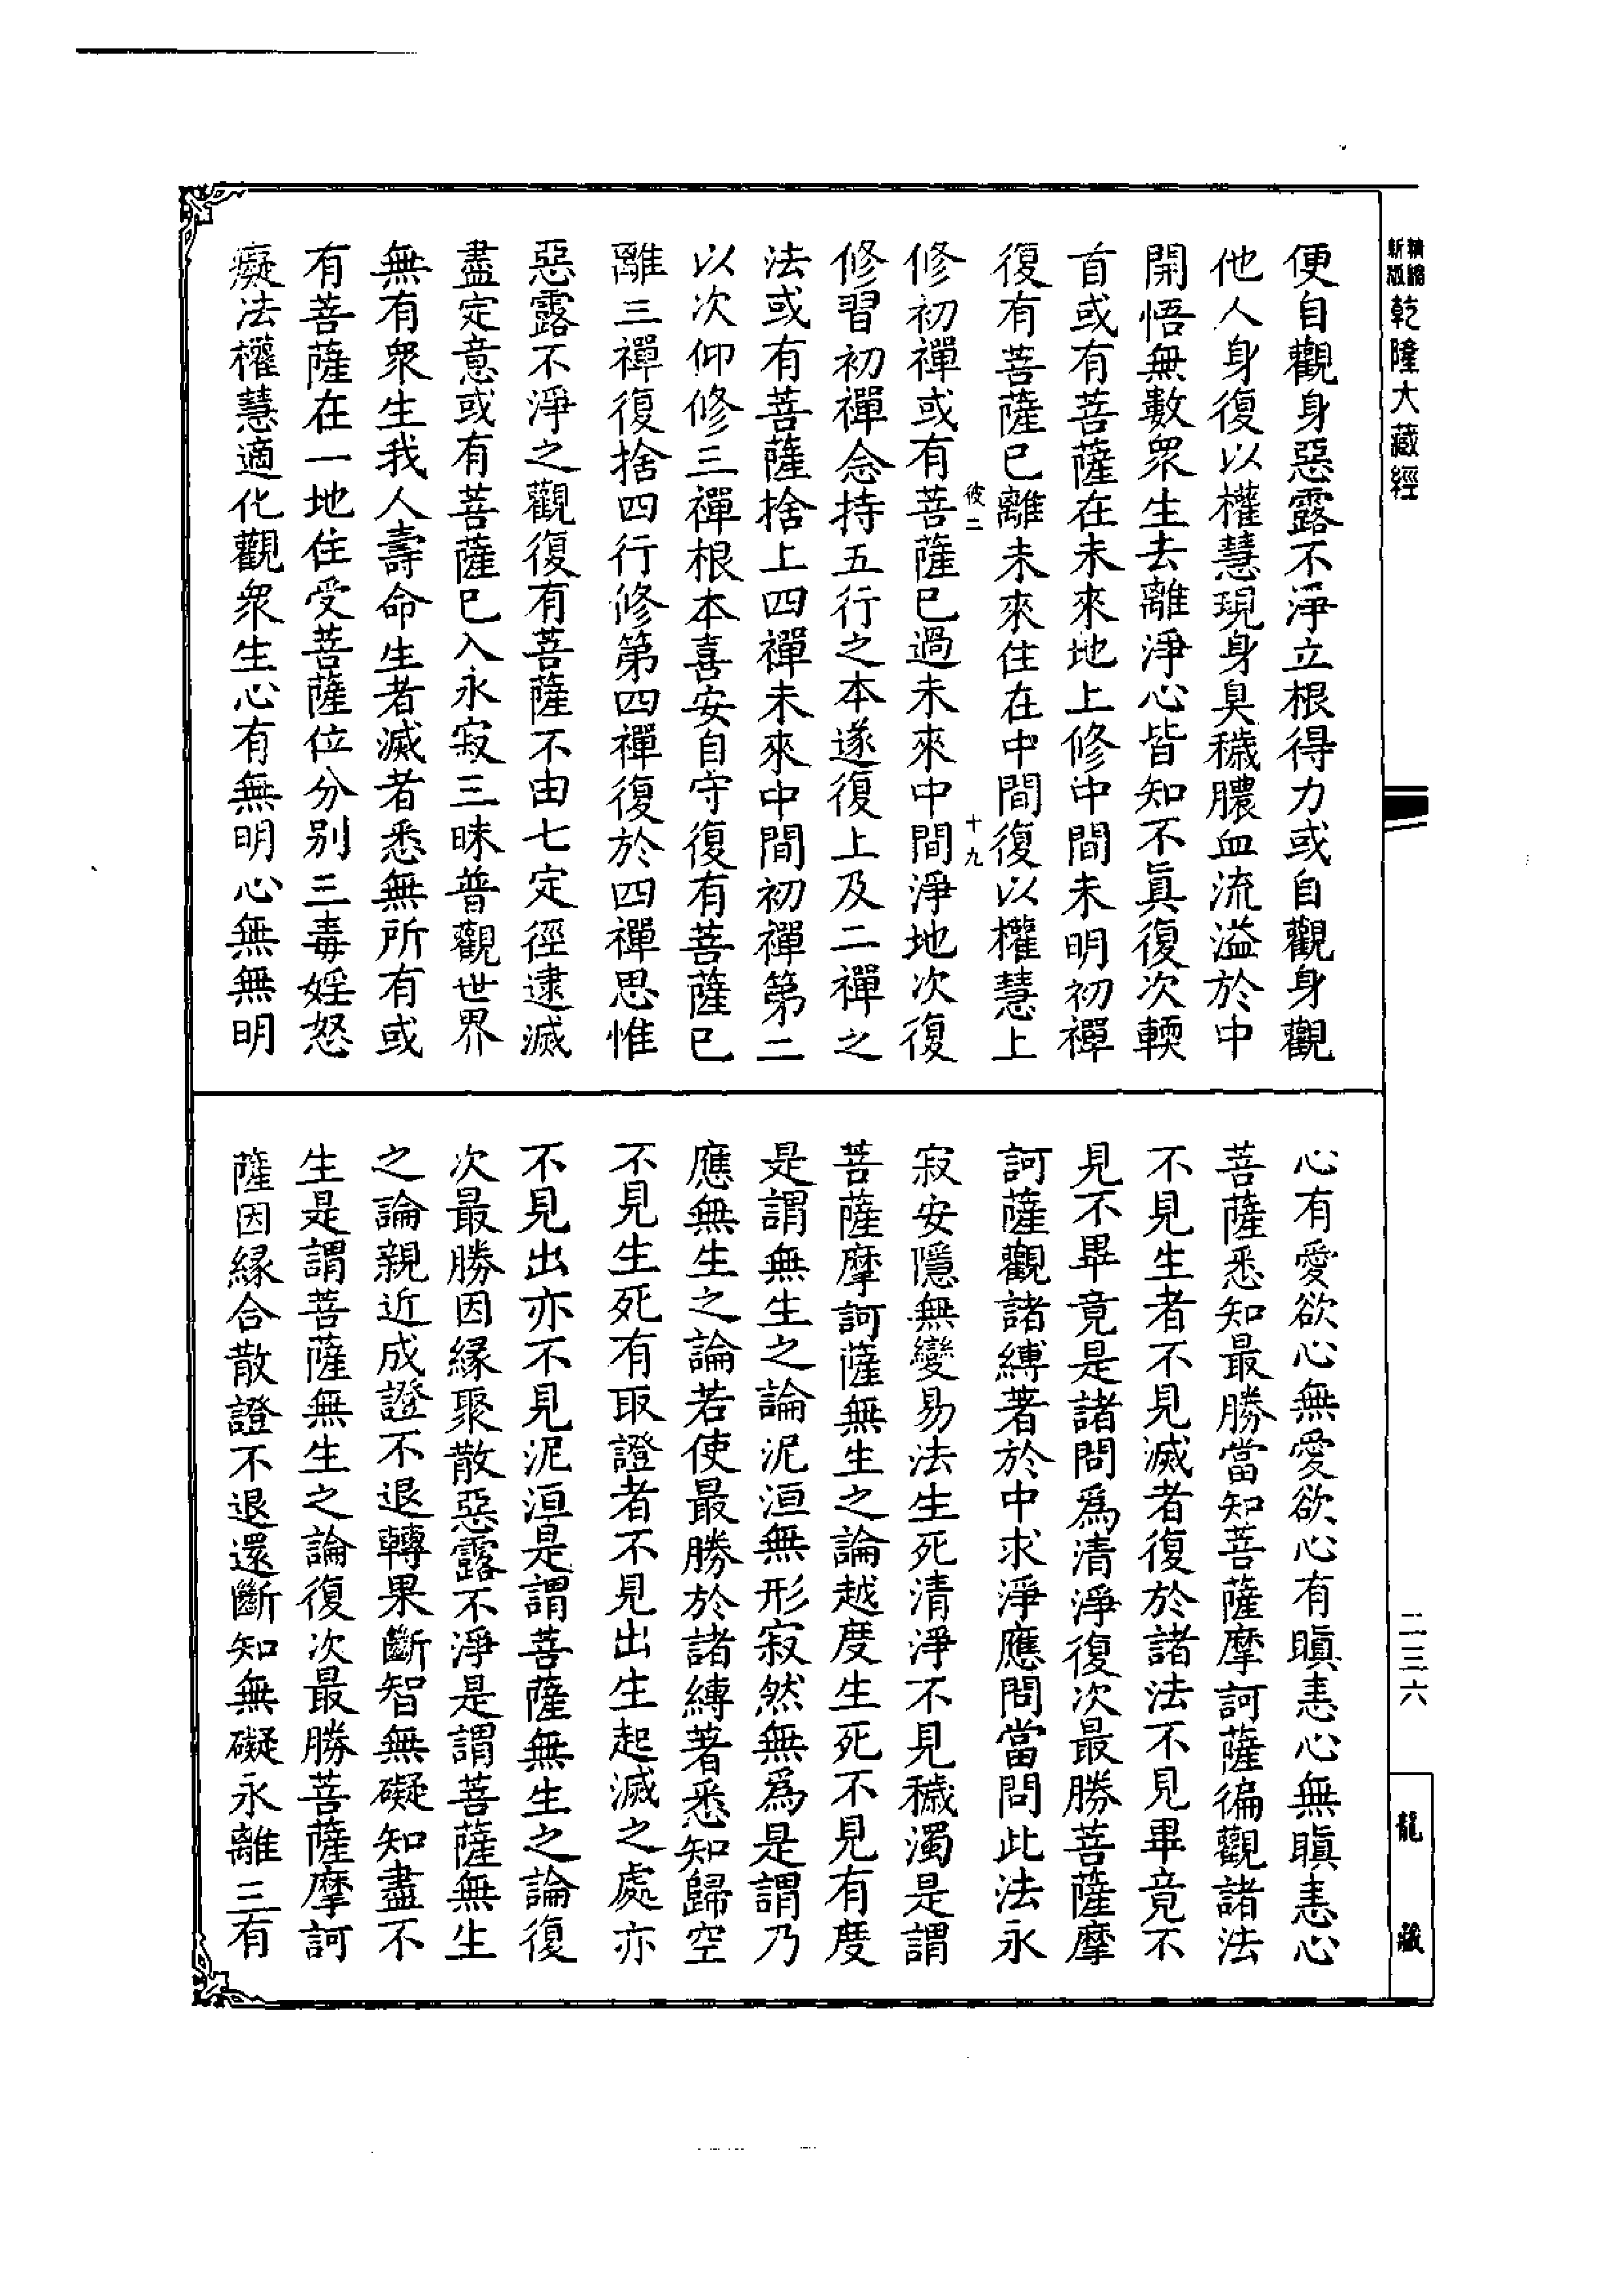 精縮
新版
乾隆大藏經
便自觀身惡露不淨立根得力或自觀身觀
他人身復以權慧現身臭穢膿血流溢於中
開悟無數衆生去離淨心皆知不眞復次輭
首或有菩薩在未來地上修中間未明初禪
復有菩薩已離未來住在中間復以權慧上
彼二
十九
修初禪或有菩薩已過未來中間淨地次復
修習初禪念持五行之本遂復上及二禪之
法或有菩薩捨上四禪未來中間初禪第二
以次仰修三禪根本喜安自守復有菩薩已
離三禪復捨四行修第四禪復於四禪思惟
惡露不淨之觀復有菩薩不由七定徑逮滅
盡定意或有菩薩已入永寂三昧普觀世界
無有衆生我人壽命生者滅者悉無所有或
有菩薩在一地住受菩薩位分别三毒婬怒
癡法權慧適化觀衆生心有無明心無無明
心有愛欲心無愛欲心有瞋恚心無瞋恚心
菩薩悉知最勝當知菩薩摩訶薩徧觀諸法
不見生者不見滅者復於諸法不見畢竟不
見不畢竟是諸問爲清淨復次最勝菩薩摩
訶薩觀諸縛著於中求淨應問當問此法永
寂安隱無變易法生死清淨不見穢濁是謂
菩薩摩訶薩無生之論越度生死不見有度
是謂無生之論泥洹無形寂然無爲是謂乃
應無生之論若使最勝於諸縛著悉知歸空
不見生死有取證者不見出生起滅之處亦
不見出亦不見泥洹是謂菩薩無生之論復
次最勝因緣聚散惡露不淨是謂菩薩無生
之論親近成證不退轉果斷智無礙知盡不
生是謂菩薩無生之論復次最勝菩薩摩訶
薩因緣合散證不退還斷知無礙永離三有
二三六
龍藏